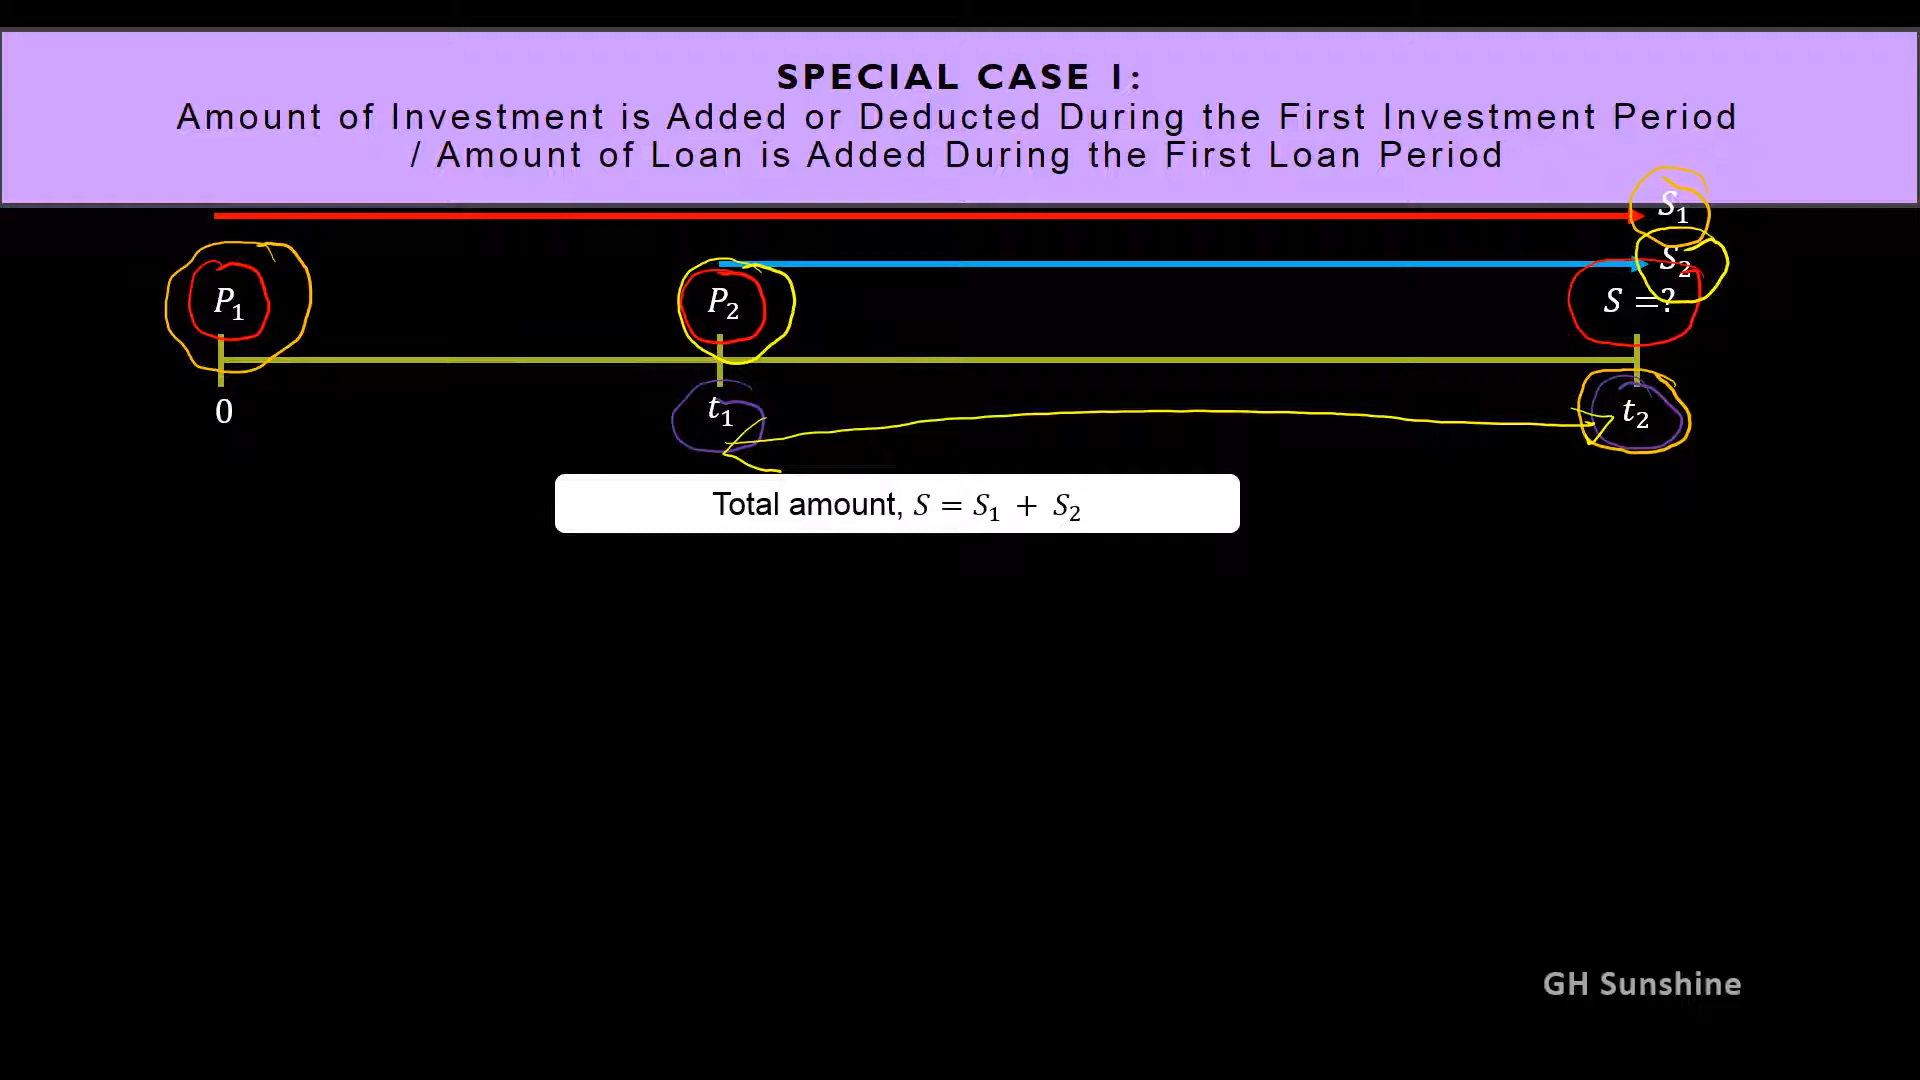 SPECIAL CASE 1:
Amount of Investment is Added or Deducted During the First Investment Period
/ Amount of Loan is Added During the First Loan Period
S₁
S₂
P₁ P₂ S =?
0 t₁ t₂
Total amount, S = S₁ + S₂
GH Sunshine